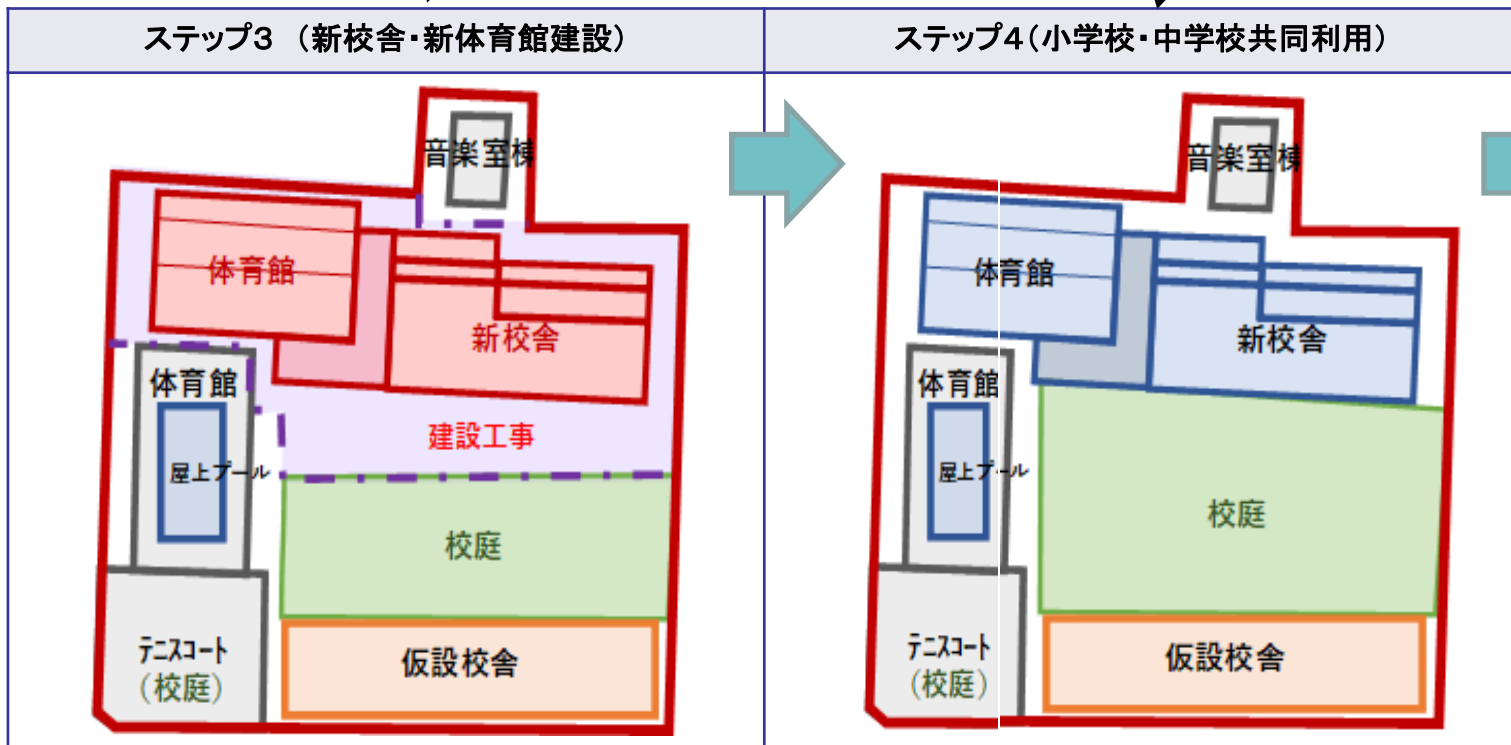 ステップ3 (新校舎・新体育館建設)
音楽室棟
体育館
新校舎
体育館
建設工事
屋上プール
校庭
テニスコート
(校庭)
仮設校舎
ステップ4(小学校・中学校共同利用)
音楽室棟
体育館
新校舎
体育館
屋上プール
校庭
テニスコート
(校庭)
仮設校舎